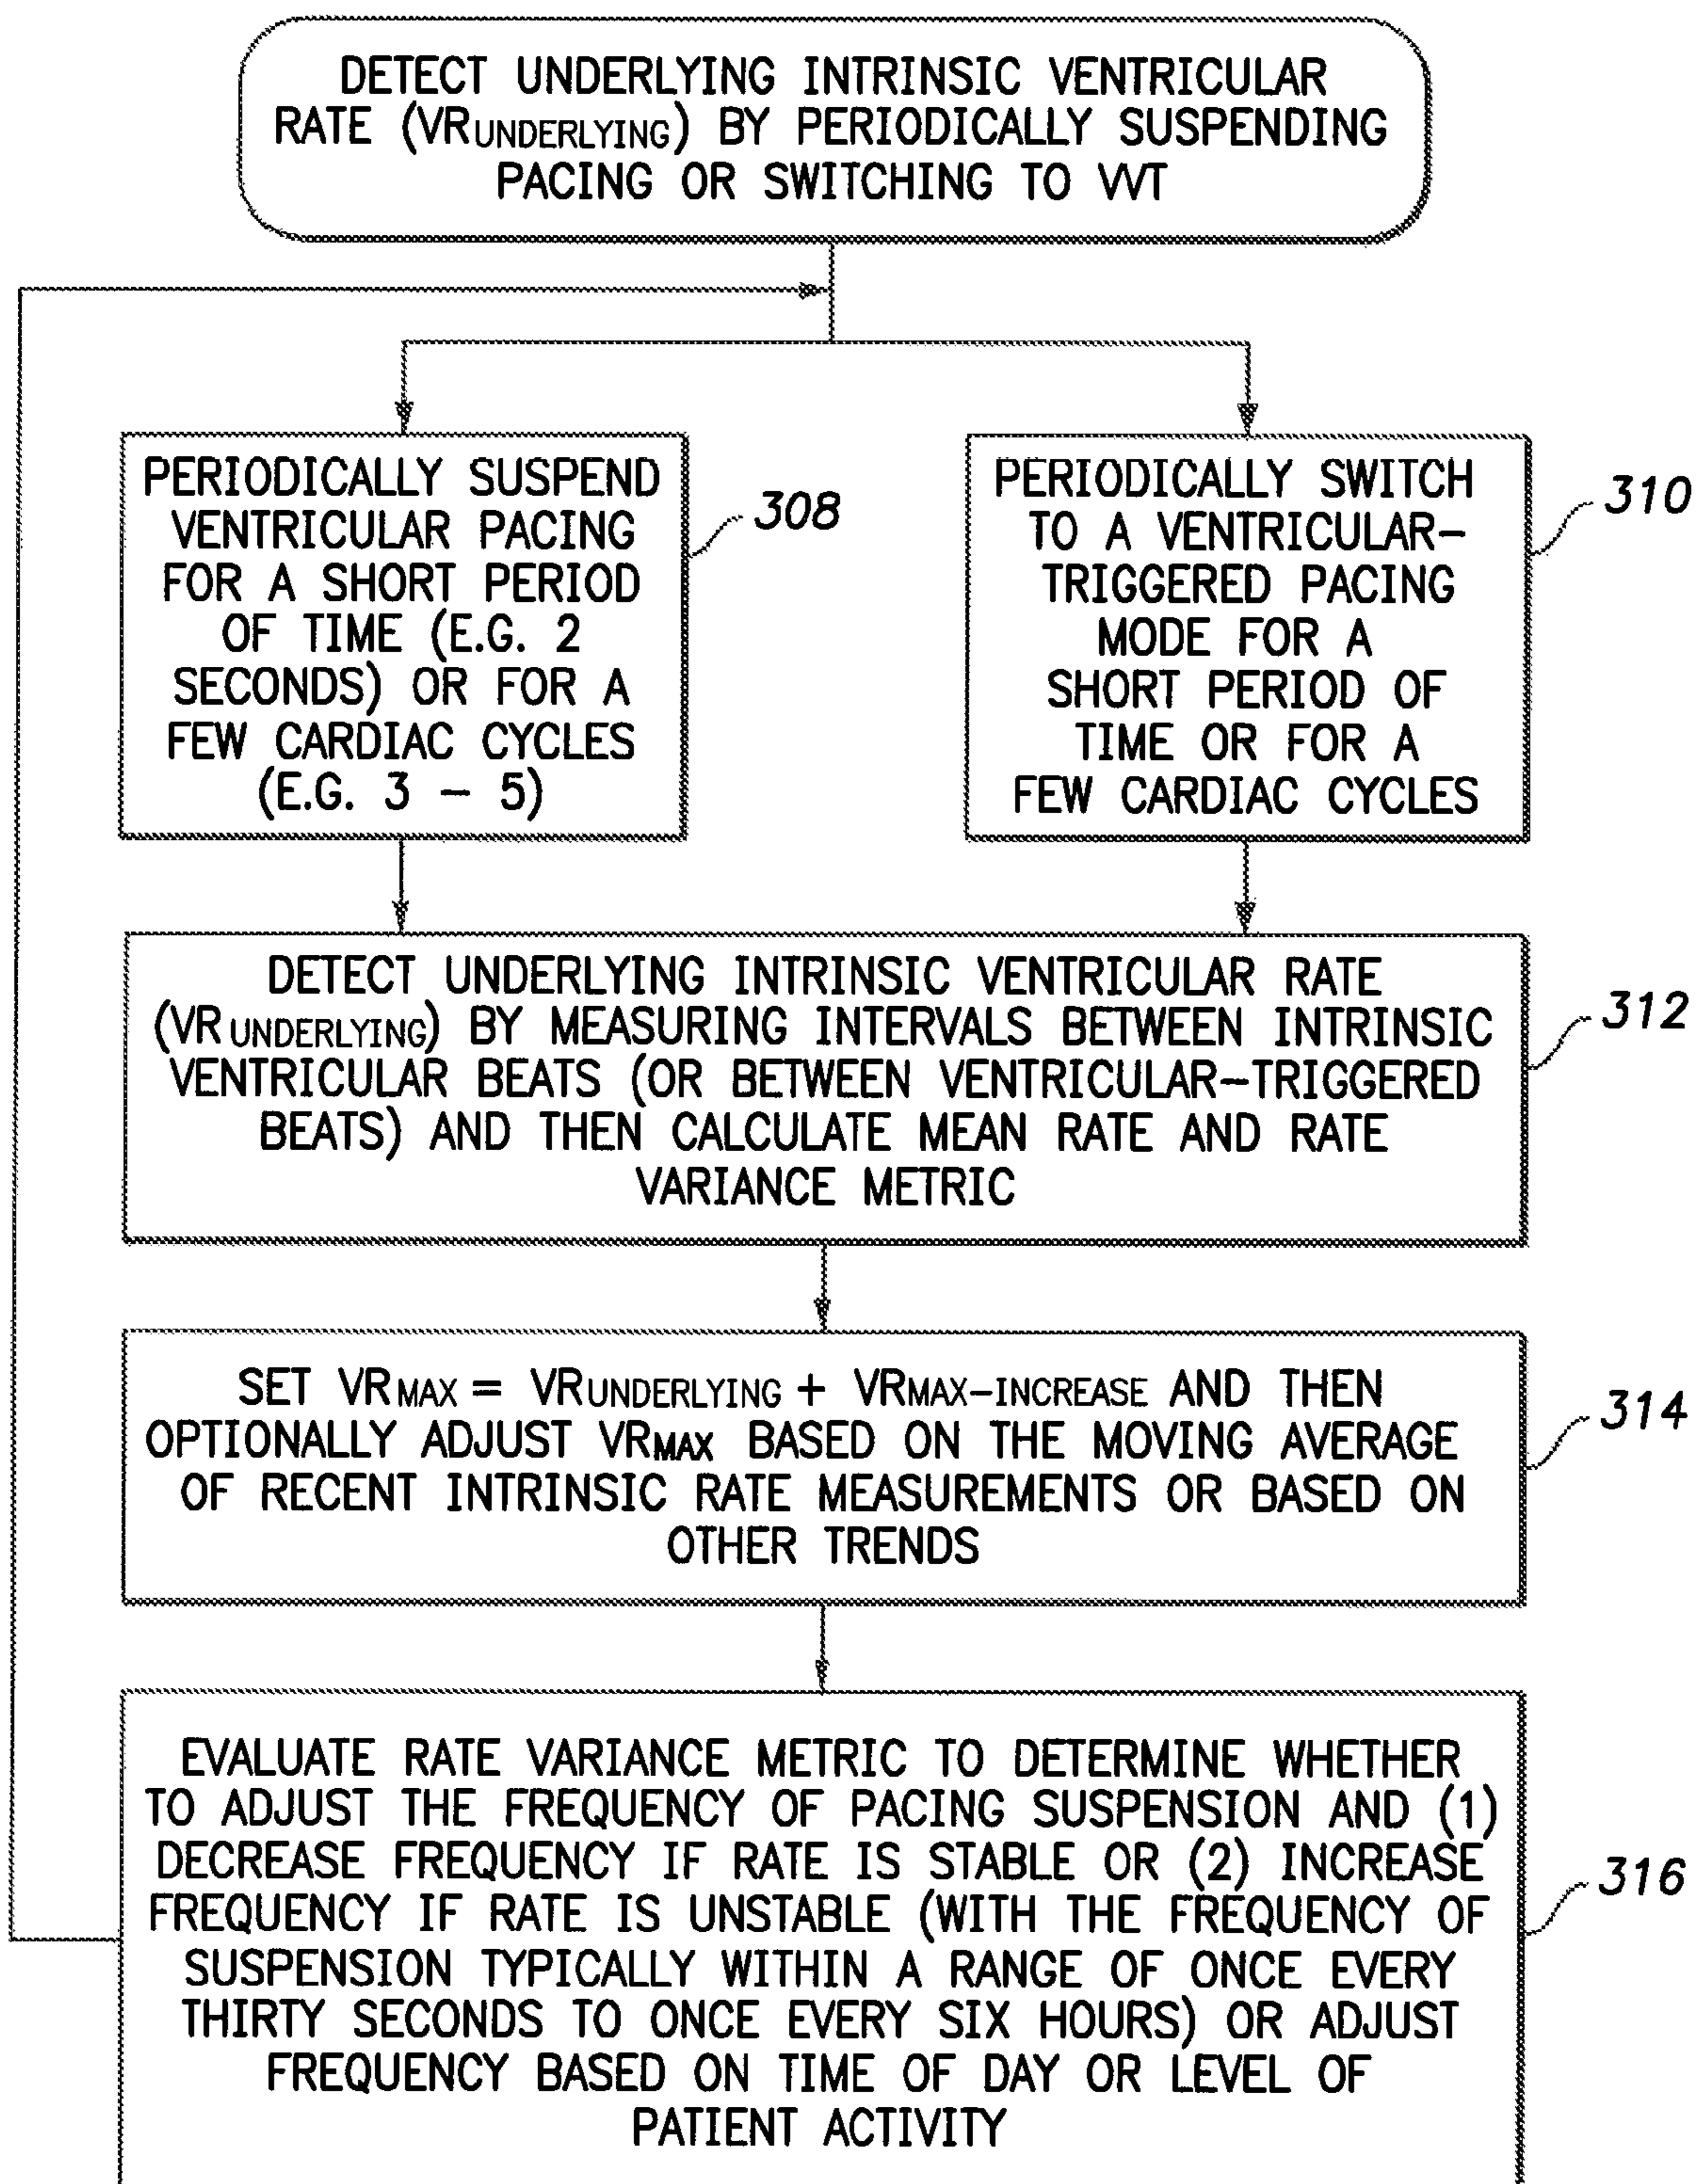 DETECT UNDERLYING INTRINSIC VENTRICULAR
RATE (VRUNDERLYING) BY PERIODICALLY SUSPENDING
PACING OR SWITCHING TO VVT
PERIODICALLY SUSPEND
VENTRICULAR PACING
FOR A SHORT PERIOD
OF TIME (E.G. 2
SECONDS) OR FOR A
FEW CARDIAC CYCLES
(E.G. 3 – 5)
308
PERIODICALLY SWITCH
TO A VENTRICULAR–
TRIGGERED PACING
MODE FOR A
SHORT PERIOD OF
TIME OR FOR A
FEW CARDIAC CYCLES
310
DETECT UNDERLYING INTRINSIC VENTRICULAR RATE
(VR UNDERLYING) BY MEASURING INTERVALS BETWEEN INTRINSIC
VENTRICULAR BEATS (OR BETWEEN VENTRICULAR–TRIGGERED
BEATS) AND THEN CALCULATE MEAN RATE AND RATE
VARIANCE METRIC
312
SET VRMAX = VRUNDERLYING + VRMAX–INCREASE AND THEN
OPTIONALLY ADJUST VRMAX BASED ON THE MOVING AVERAGE
OF RECENT INTRINSIC RATE MEASUREMENTS OR BASED ON
OTHER TRENDS
314
EVALUATE RATE VARIANCE METRIC TO DETERMINE WHETHER
TO ADJUST THE FREQUENCY OF PACING SUSPENSION AND (1)
DECREASE FREQUENCY IF RATE IS STABLE OR (2) INCREASE
FREQUENCY IF RATE IS UNSTABLE (WITH THE FREQUENCY OF
SUSPENSION TYPICALLY WITHIN A RANGE OF ONCE EVERY
THIRTY SECONDS TO ONCE EVERY SIX HOURS) OR ADJUST
FREQUENCY BASED ON TIME OF DAY OR LEVEL OF
PATIENT ACTIVITY
316